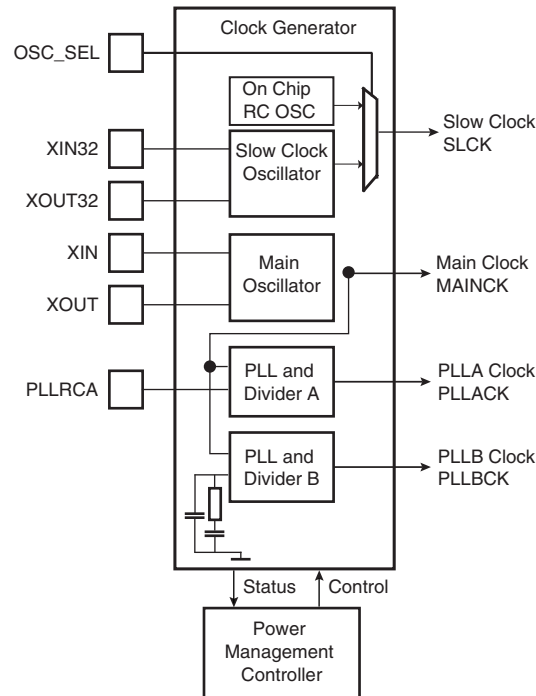 Clock Generator
OSC_SEL
On Chip
RC OSC
Slow Clock
SLCK
XIN32
Slow Clock
Oscillator
XOUT32
XIN
Main
Oscillator
Main Clock
MAINCK
XOUT
PLL and
Divider A
PLLA Clock
PLLACK
PLLRCA
PLL and
Divider B
PLLB Clock
PLLBCK
Status
Control
Power
Management
Controller